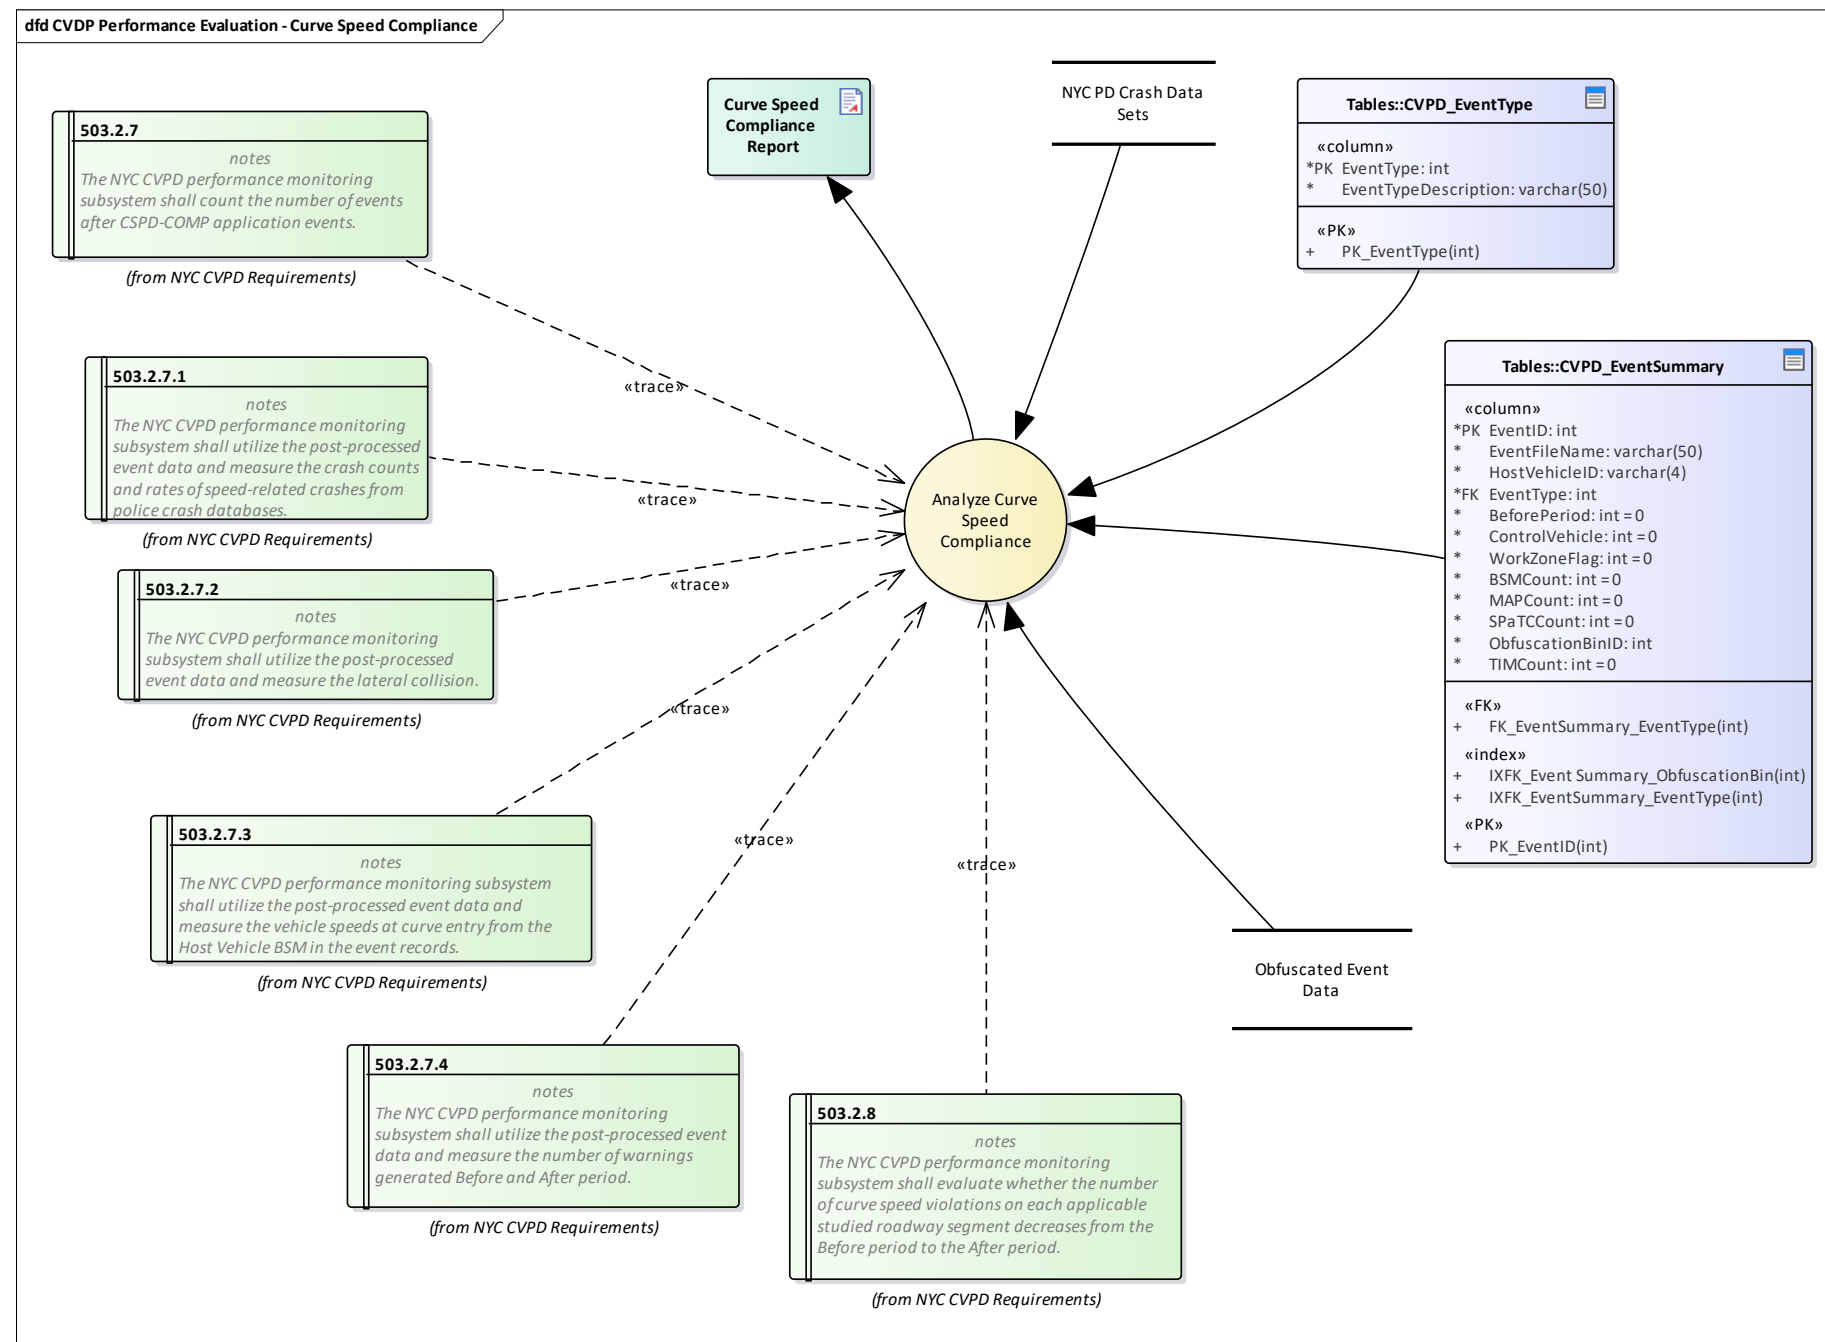 dfd CVDP Performance Evaluation - Curve Speed Compliance
Curve Speed
Compliance
Report
NYC PD Crash Data
Sets
Tables::CVPD_EventType
«column»
*PK EventType: int
* EventTypeDescription: varchar(50)
«PK»
+ PK_EventType(int)
503.2.7
notes
The NYC CVPD performance monitoring
subsystem shall count the number of events
after CSPD-COMP application events.
(from NYC CVPD Requirements)
503.2.7.1
notes
The NYC CVPD performance monitoring
subsystem shall utilize the post-processed
event data and measure the crash counts
and rates of speed-related crashes from
police crash databases.
(from NYC CVPD Requirements)
503.2.7.2
notes
The NYC CVPD performance monitoring
subsystem shall utilize the post-processed
event data and measure the lateral collision.
(from NYC CVPD Requirements)
503.2.7.3
notes
The NYC CVPD performance monitoring subsystem
shall utilize the post-processed event data and
measure the vehicle speeds at curve entry from the
Host Vehicle BSM in the event records.
(from NYC CVPD Requirements)
503.2.7.4
notes
The NYC CVPD performance monitoring
subsystem shall utilize the post-processed event
data and measure the number of warnings
generated Before and After period.
(from NYC CVPD Requirements)
503.2.8
notes
The NYC CVPD performance monitoring
subsystem shall evaluate whether the number
of curve speed violations on each applicable
studied roadway segment decreases from the
Before period to the After period.
(from NYC CVPD Requirements)
«trace»
«trace»
«trace»
«trace»
«trace»
«trace»
Analyze Curve
Speed
Compliance
Tables::CVPD_EventSummary
«column»
*PK EventID: int
* EventFileName: varchar(50)
* HostVehicleID: varchar(4)
*FK EventType: int
* BeforePeriod: int = 0
* ControlVehicle: int = 0
* WorkZoneFlag: int = 0
* BSMCount: int = 0
* MAPCount: int = 0
* SPaTCCount: int = 0
* ObfuscationBinID: int
* TIMCount: int = 0
«FK»
+ FK_EventSummary_EventType(int)
«index»
+ IXFK_Event Summary_ObfuscationBin(int)
+ IXFK_EventSummary_EventType(int)
«PK»
+ PK_EventID(int)
Obfuscated Event
Data